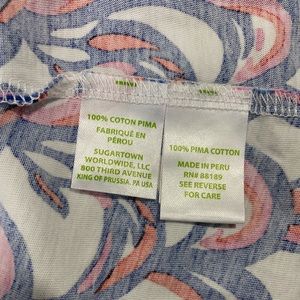 100% COTON PIMA
FABRIQUÉ EN
PÉROU
SUGARTOWN
WORLDWIDE, LLC
800 THIRD AVENUE
KING OF PRUSSIA, PA USA
100% PIMA COTTON
MADE IN PERU
RN# 88189
SEE REVERSE
FOR CARE